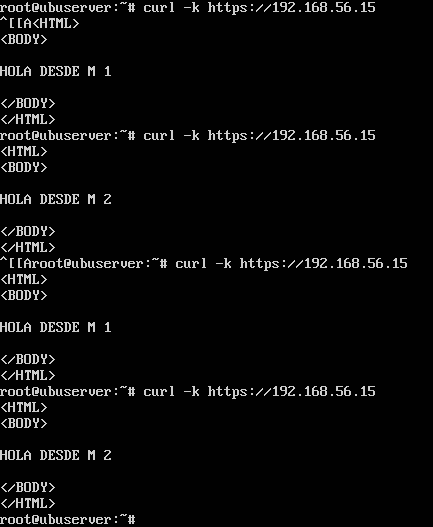 root@ubuserver:~# curl -k https://192.168.56.15
^[[A<HTML>
<BODY>
HOLA DESDE M 1
</BODY>
</HTML>
root@ubuserver:~# curl -k https://192.168.56.15
<HTML>
<BODY>
HOLA DESDE M 2
</BODY>
</HTML>
^[[Aroot@ubuserver:~# curl -k https://192.168.56.15
<HTML>
<BODY>
HOLA DESDE M 1
</BODY>
</HTML>
root@ubuserver:~# curl -k https://192.168.56.15
<HTML>
<BODY>
HOLA DESDE M 2
</BODY>
</HTML>
root@ubuserver:~#